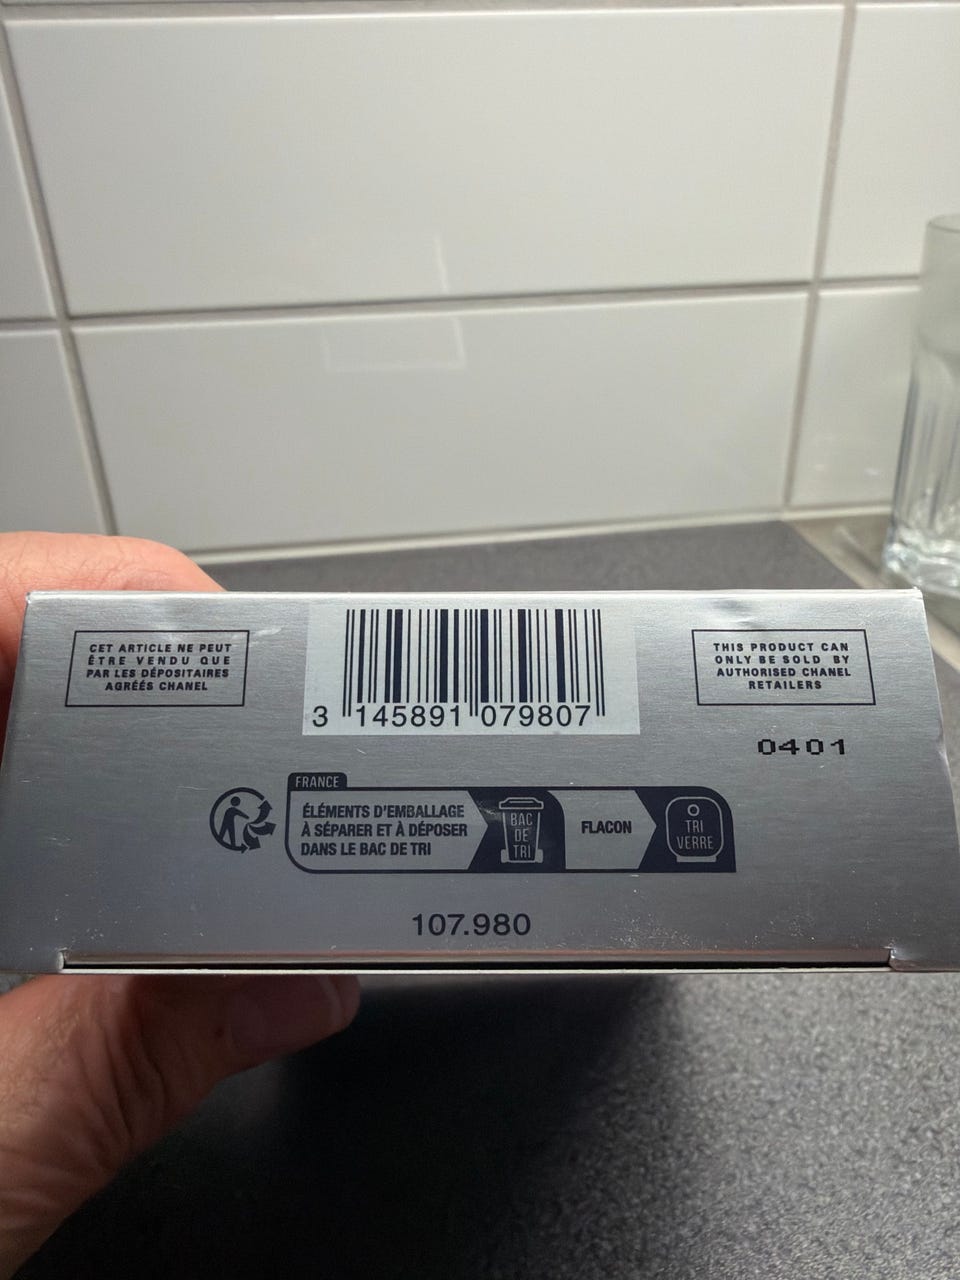 CET ARTICLE NE PEUT
ÊTRE VENDU QUE
PAR LES DÉPOSITAIRES
AGRÉÉS CHANEL
3 145891 079807
THIS PRODUCT CAN
ONLY BE SOLD BY
AUTHORISED CHANEL
RETAILERS
0401
FRANCE
ÉLÉMENTS D'EMBALLAGE
À SÉPARER ET À DÉPOSER
DANS LE BAC DE TRI
BAC
DE
TRI
FLACON
TRI
VERRE
107.980